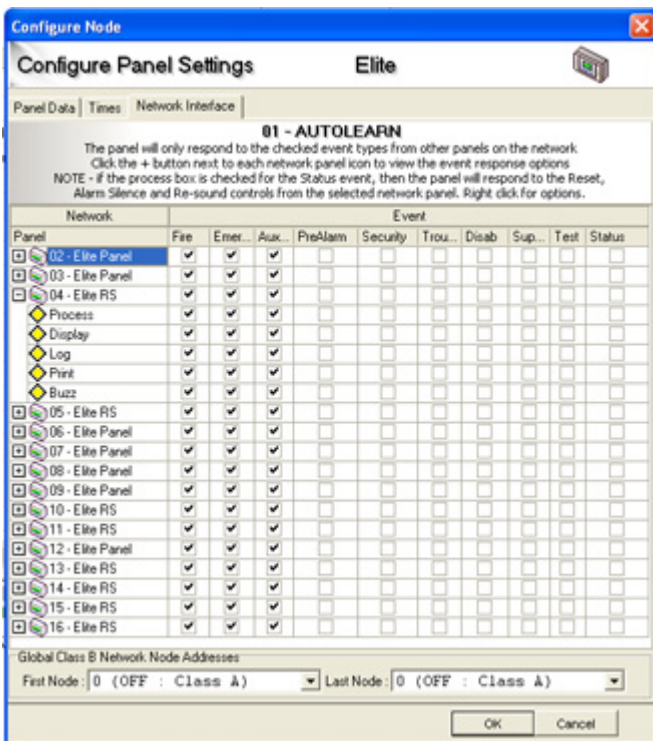 Configure Node
Configure Panel Settings Elite
Panel Data Times Network Interface
01 - AUTOLEARN
The panel will only respond to the checked event types from other panels on the network
Click the + button next to each network panel icon to view the event response options
NOTE - if the process box is checked for the Status event, then the panel will respond to the Reset,
Alarm Silence and Re-sound controls from the selected network panel. Right click for options.
Network Event
Panel Fire Emer... Aux... PreAlarm Security Trou... Disab Sup... Test Status
02 - Elite Panel
03 - Elite Panel
04 - Elite RS
Process
Display
Log
Print
Buzz
05 - Elite RS
06 - Elite Panel
07 - Elite Panel
08 - Elite Panel
09 - Elite Panel
10 - Elite RS
11 - Elite RS
12 - Elite Panel
13 - Elite RS
14 - Elite RS
15 - Elite RS
16 - Elite RS
Global Class B Network Node Addresses
First Node : 0 (OFF : Class A) Last Node : 0 (OFF : Class A)
OK Cancel